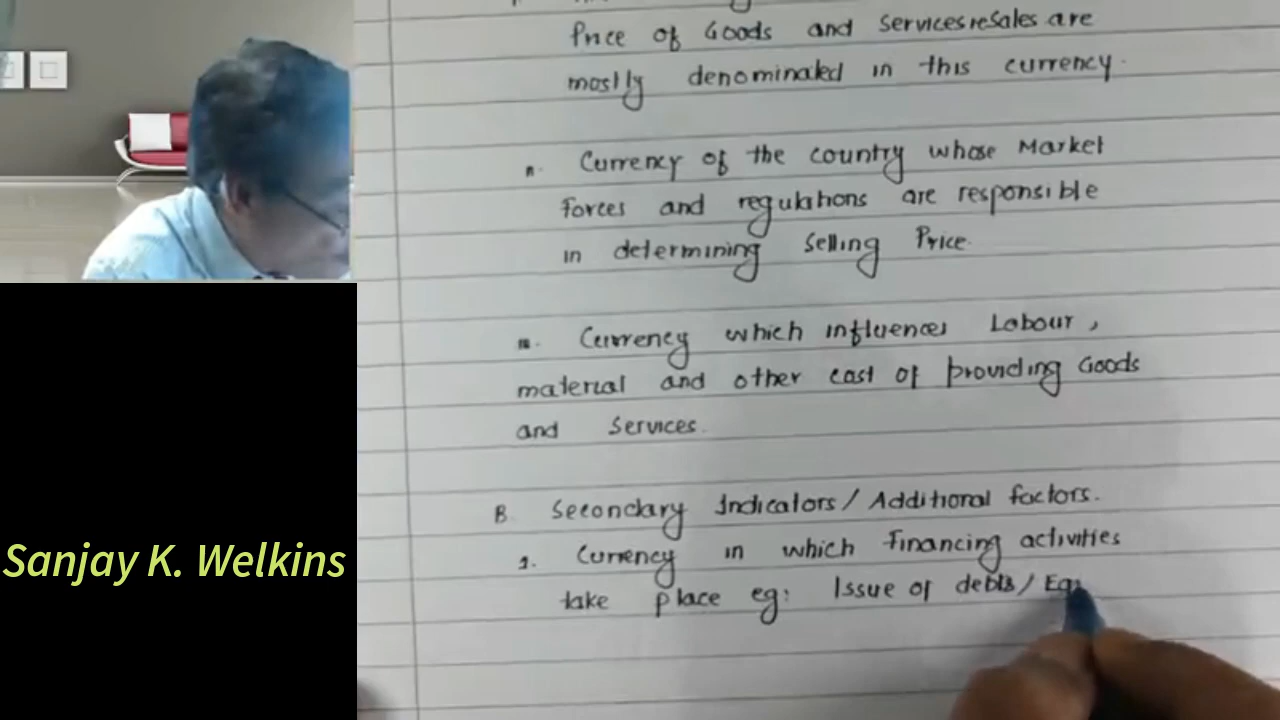 Price of Goods and Services resales are
mostly denominated in this currency.
II. Currency of the country whose Market
Forces and regulations are responsible
in determining Selling Price.
III. Currency which influences Labour,
material and other cost of providing Goods
and Services.
B. Secondary Indicators / Additional factors.
1. Currency in which Financing activities
take place eg: Issue of debts / Equ
Sanjay K. Welkins